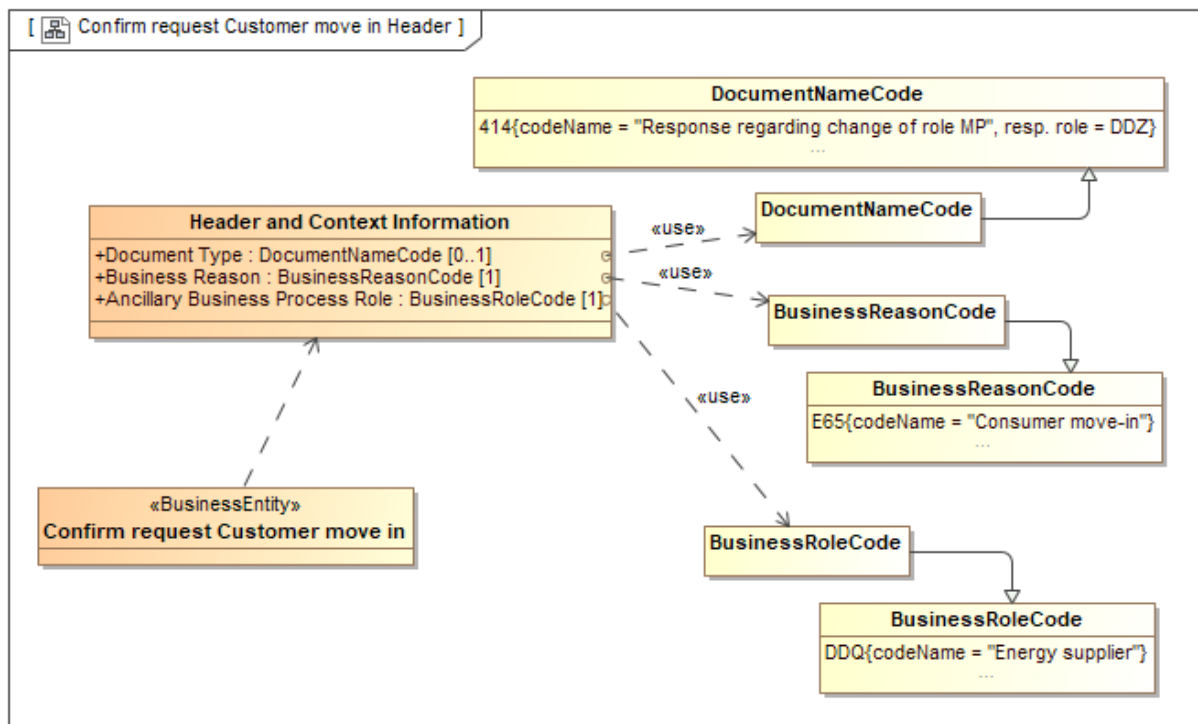 [ Confirm request Customer move in Header ]
DocumentNameCode
414{codeName = "Response regarding change of role MP", resp. role = DDZ}
...
DocumentNameCode
Header and Context Information
«use»
+Document Type : DocumentNameCode [0..1]
+Business Reason : BusinessReasonCode [1]
«use»
+Ancillary Business Process Role : BusinessRoleCode [1]
BusinessReasonCode
BusinessReasonCode
E65{codeName = "Consumer move-in"}
...
«use»
«BusinessEntity»
Confirm request Customer move in
BusinessRoleCode
BusinessRoleCode
DDQ{codeName = "Energy supplier"}
...